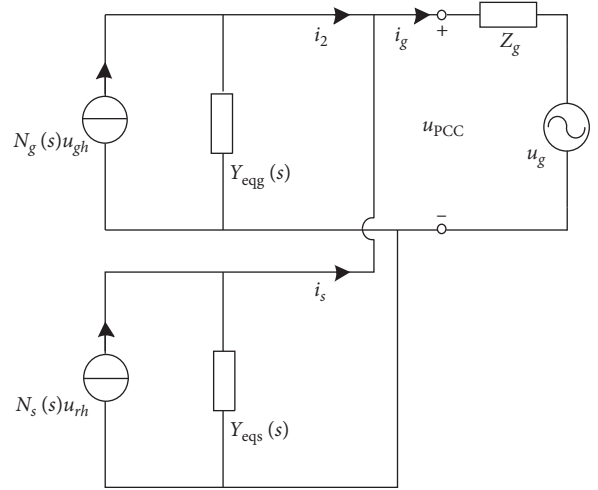 i2
ig
+
Zg
Ng (s)ugh
Yeqg (s)
uPCC
ug
−
is
Ns (s)urh
Yeqs (s)